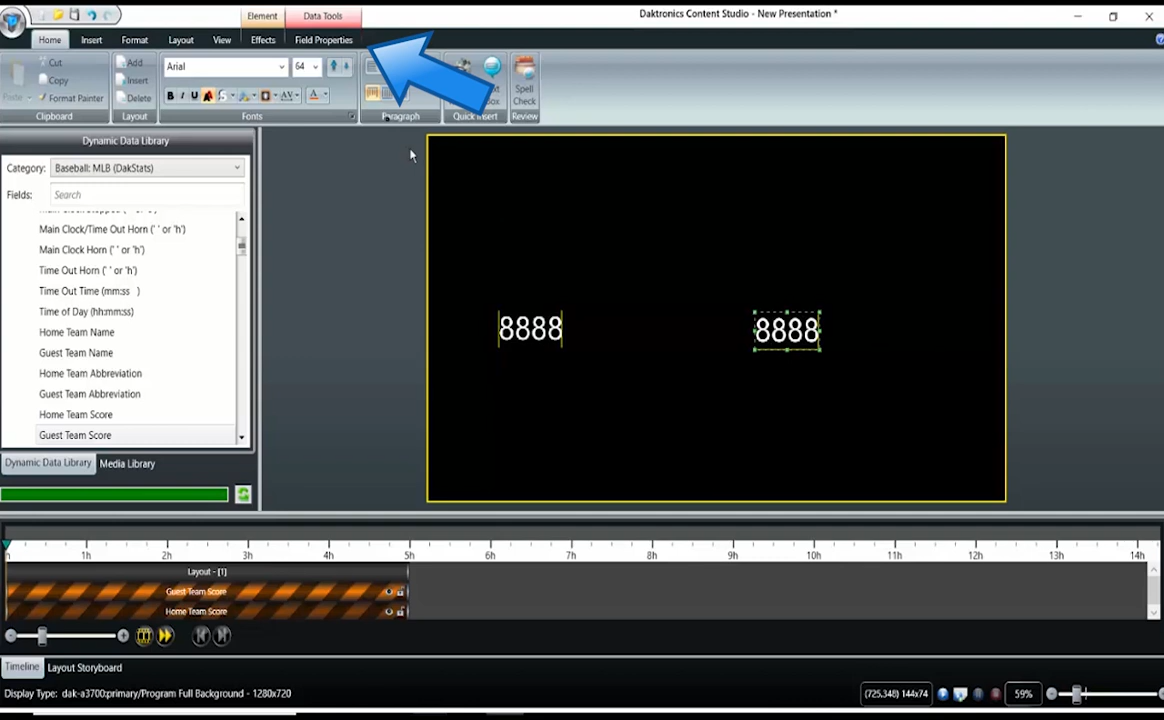 Element
Data Tools
Daktronics Content Studio - New Presentation *
Home
Insert
Format
Layout
View
Effects
Field Properties
Cut
Copy
Format Painter
Clipboard
Add
Insert
Delete
Layout
Arial
64
B I U
AV
A
Fonts
Paragraph
Quick Insert
Spell
Check
Review
Dynamic Data Library
Category:
Baseball: MLB (DakStats)
Fields:
Search
Main Clock/Time Out Horn (' ' or 'h')
Main Clock Horn (' ' or 'h')
Time Out Horn (' ' or 'h')
Time Out Time (mm:ss )
Time of Day (hh:mm:ss)
Home Team Name
Guest Team Name
Home Team Abbreviation
Guest Team Abbreviation
Home Team Score
Guest Team Score
8888
8888
Dynamic Data Library
Media Library
h
1h
2h
3h
4h
5h
6h
7h
8h
9h
10h
11h
12h
13h
14h
Layout - [1]
Guest Team Score
Home Team Score
Timeline
Layout Storyboard
Display Type: dak-a3700:primary/Program Full Background - 1280x720
(725,348) 144x74
59%